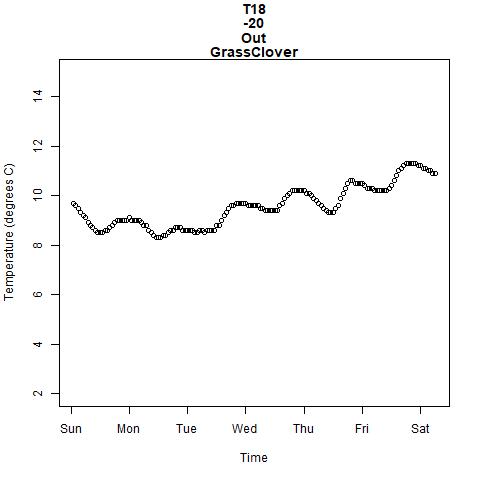 T18
-20
Out
GrassClover
14
12
10
8
6
4
2
Temperature (degrees C)
Sun Mon Tue Wed Thu Fri Sat
Time